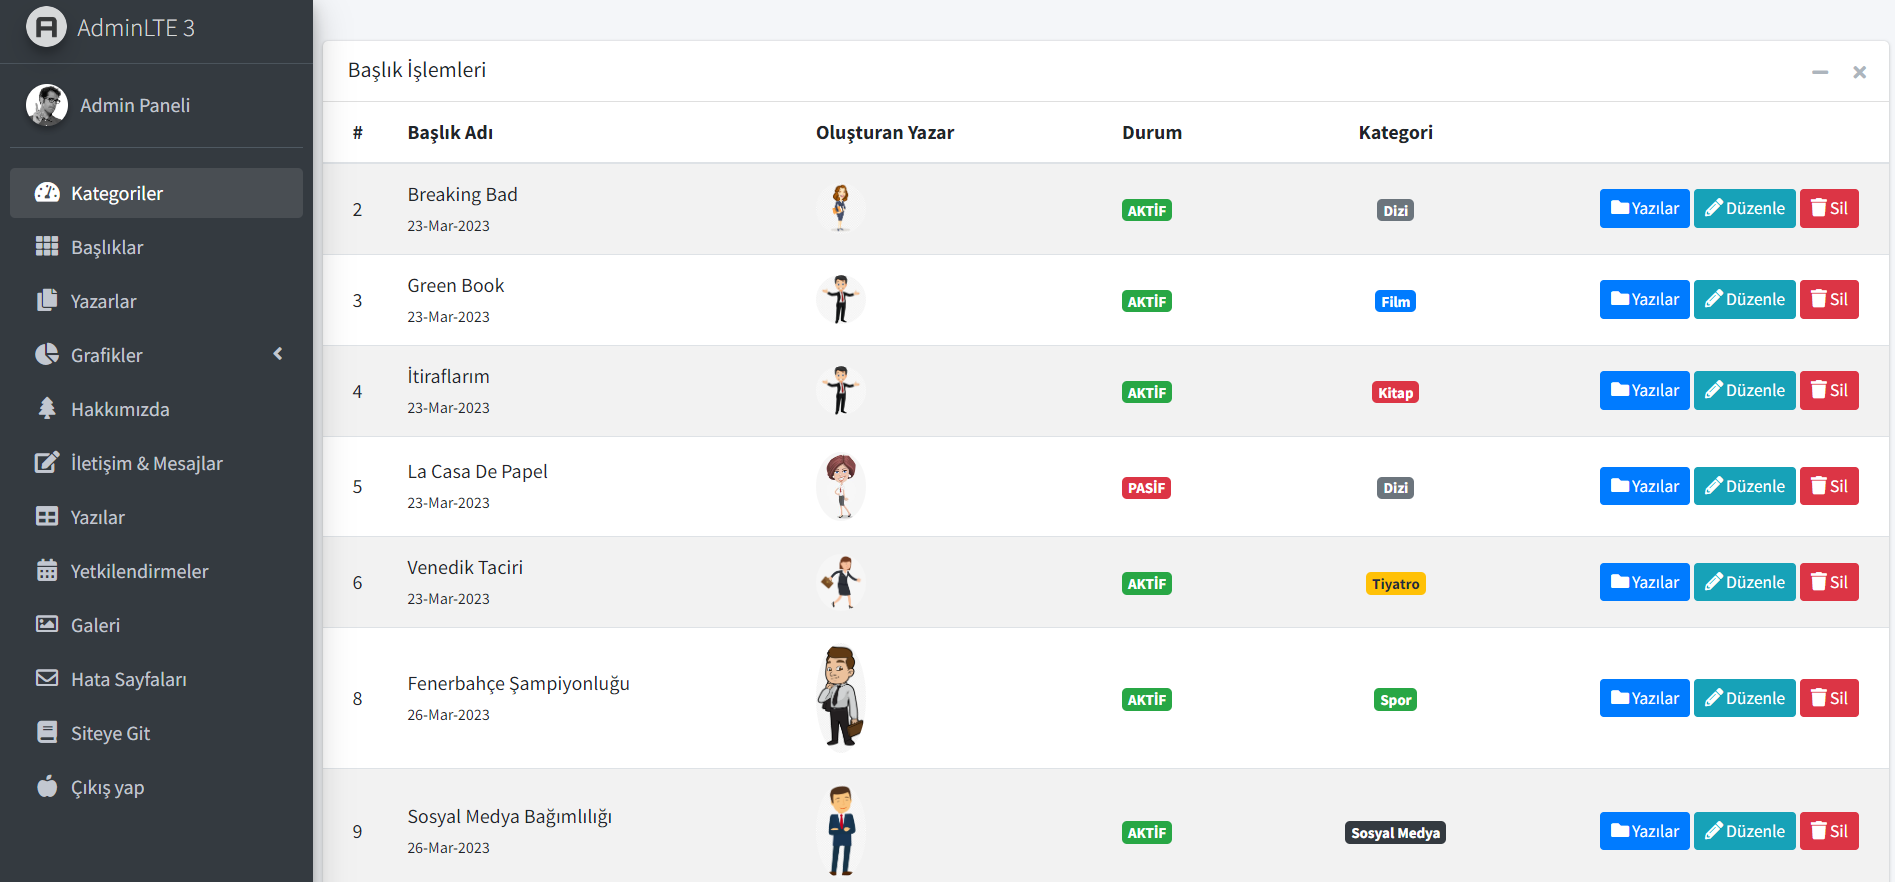 AdminLTE 3
Admin Paneli
Kategoriler
Başlıklar
Yazarlar
Grafikler
Hakkımızda
İletişim & Mesajlar
Yazılar
Yetkilendirmeler
Galeri
Hata Sayfaları
Siteye Git
Çıkış yap
Başlık İşlemleri
# Başlık Adı Oluşturan Yazar Durum Kategori
2 Breaking Bad AKTİF Dizi Yazılar Düzenle Sil
23-Mar-2023
3 Green Book AKTİF Film Yazılar Düzenle Sil
23-Mar-2023
4 İtiraflarım AKTİF Kitap Yazılar Düzenle Sil
23-Mar-2023
5 La Casa De Papel PASİF Dizi Yazılar Düzenle Sil
23-Mar-2023
6 Venedik Taciri AKTİF Tiyatro Yazılar Düzenle Sil
23-Mar-2023
8 Fenerbahçe Şampiyonluğu AKTİF Spor Yazılar Düzenle Sil
26-Mar-2023
9 Sosyal Medya Bağımlılığı AKTİF Sosyal Medya Yazılar Düzenle Sil
26-Mar-2023